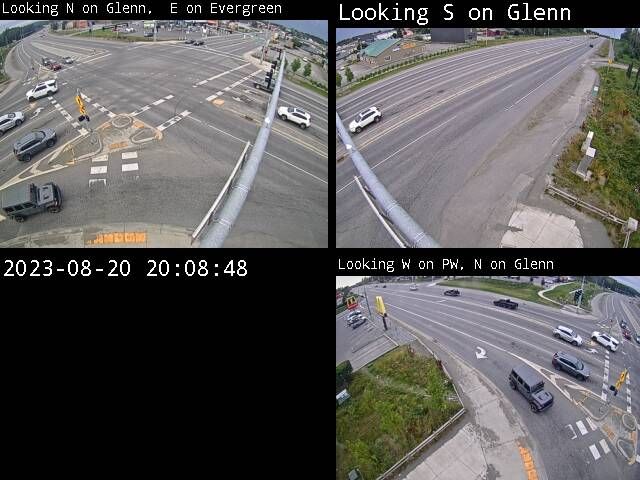 Looking N on Glenn, E on Evergreen
Looking S on Glenn
2023-08-20 20:08:48
Looking W on PW, N on Glenn